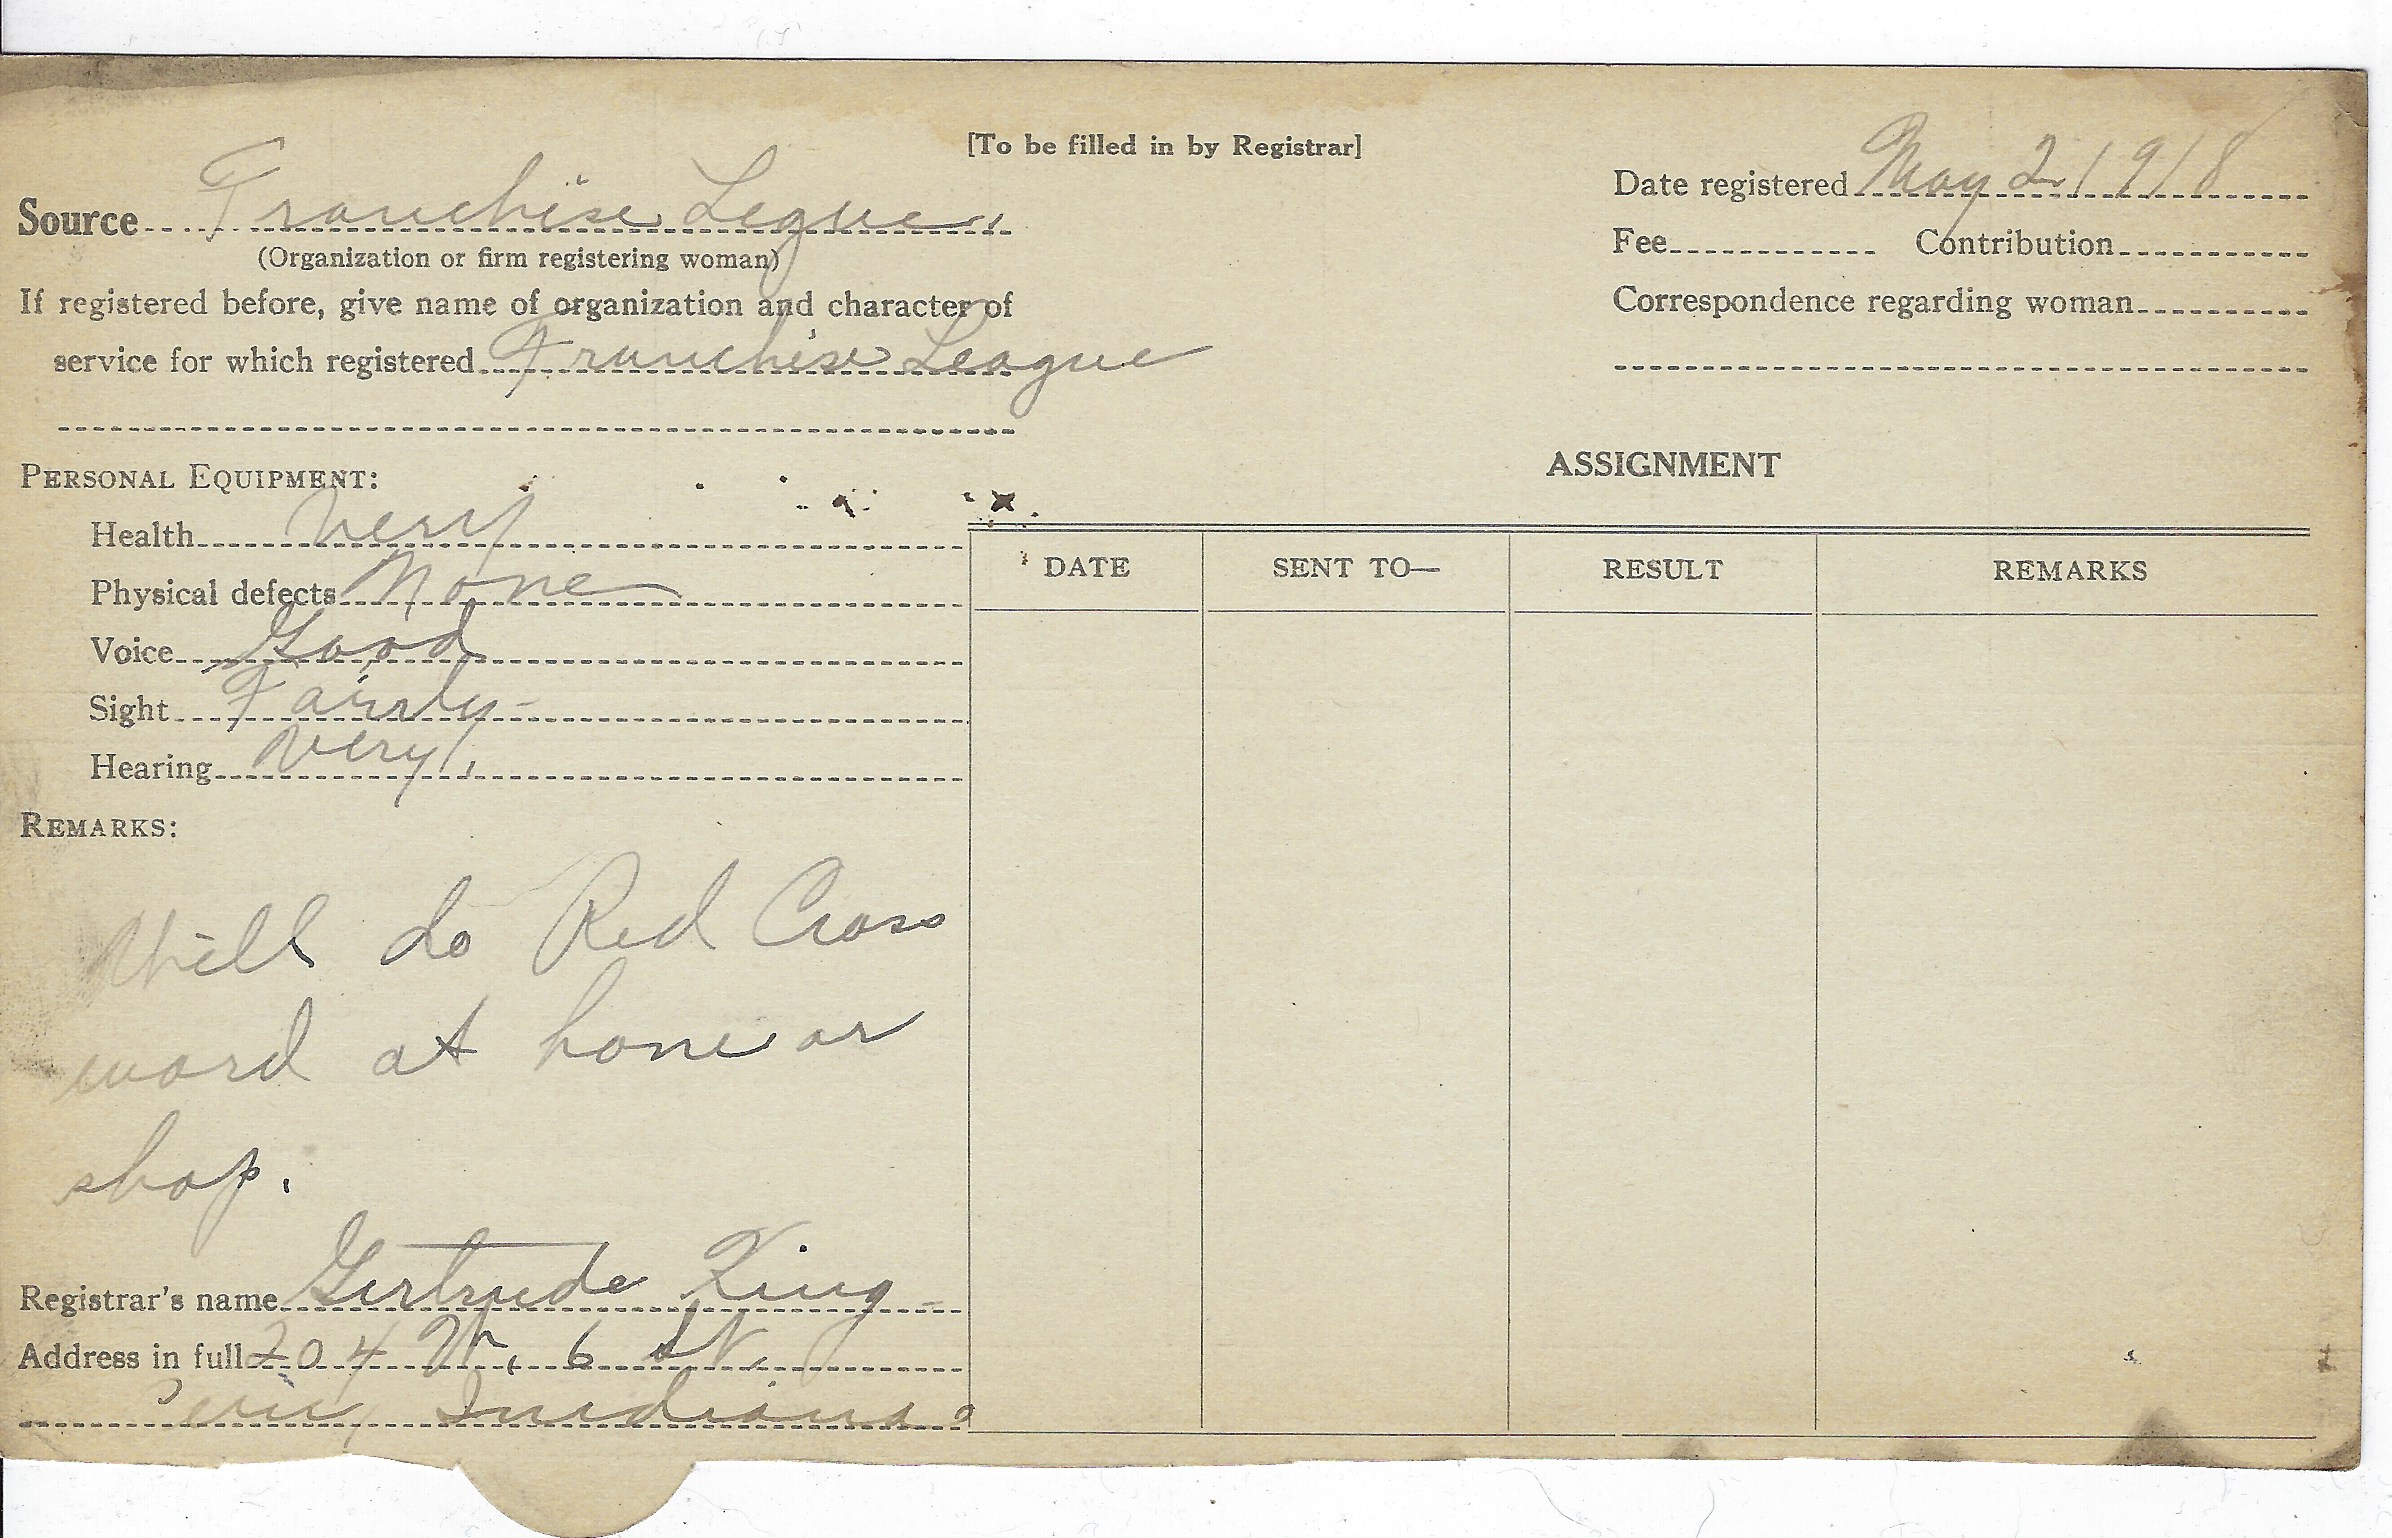 [To be filled in by Registrar]
Source Franchise Legue.
(Organization or firm registering woman)
If registered before, give name of organization and character of
service for which registered Franchise League
Date registered May 2, 1918
Fee Contribution
Correspondence regarding woman
PERSONAL EQUIPMENT:
Health Very
Physical defects None
Voice Good
Sight Fairly
Hearing Very.
REMARKS:
Will do Red Cross
word at home or
shop.
Registrar's name Gertrude King
Address in full 204 W. 6 St.
Peru, Indiana.
ASSIGNMENT
DATE SENT TO— RESULT REMARKS